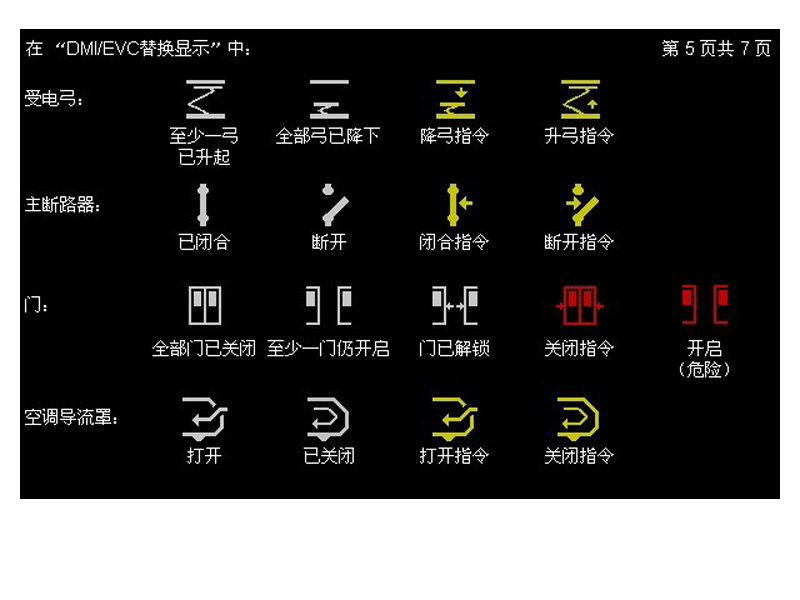 在 “DMI/EVC替换显示” 中:
第 5 页共 7 页
受电弓:
至少一弓
已升起
全部弓已降下
降弓指令
升弓指令
主断路器:
已闭合
断开
闭合指令
断开指令
门:
全部门已关闭
至少一门仍开启
门已解锁
关闭指令
开启
(危险)
空调导流罩:
打开
已关闭
打开指令
关闭指令